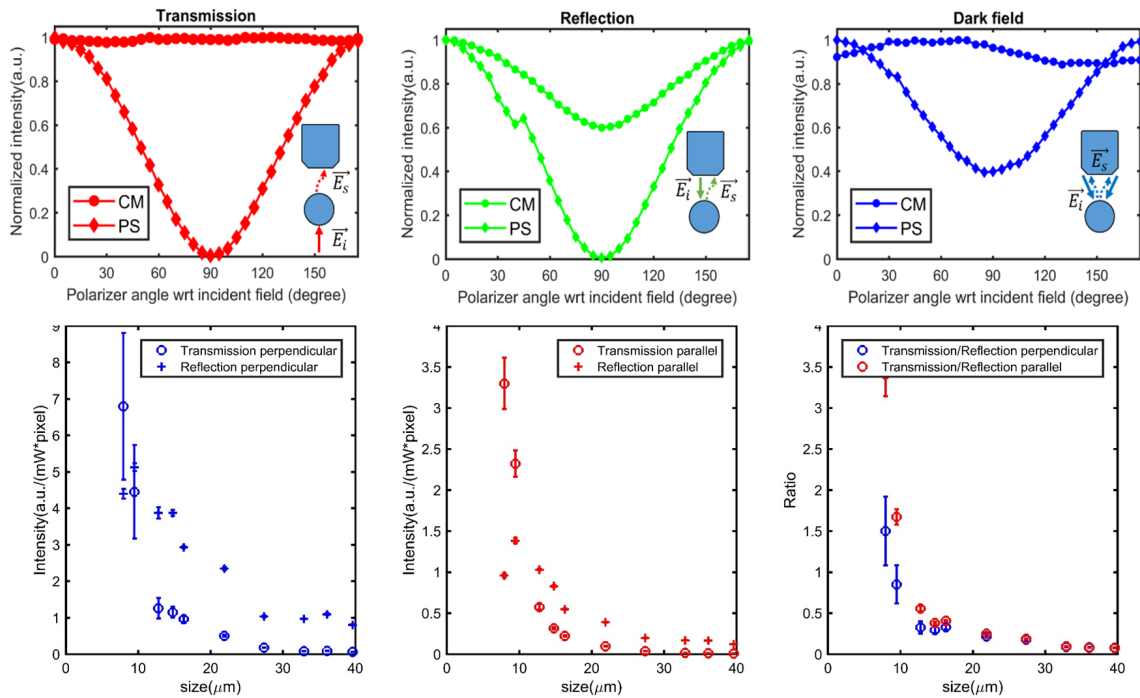 Transmission
Normalized intensity(a.u.)
1
0.8
0.6
0.4
0.2
0
CM
PS
E_s
E_i
0 30 60 90 120 150
Polarizer angle wrt incident field (degree)
Reflection
Normalized intensity(a.u.)
1
0.8
0.6
0.4
0.2
0
CM
PS
E_i E_s
0 30 60 90 120 150
Polarizer angle wrt incident field (degree)
Dark field
Normalized intensity(a.u.)
1
0.8
0.6
0.4
0.2
0
CM
PS
E_s
E_i
0 30 60 90 120 150
Polarizer angle wrt incident field (degree)
Intensity(a.u./(mW*pixel)
9
8
7
6
5
4
3
2
1
0
Transmission perpendicular
Reflection perpendicular
0 10 20 30 40
size(μm)
Intensity(a.u./(mW*pixel)
4
3.5
3
2.5
2
1.5
1
0.5
0
Transmission parallel
Reflection parallel
0 10 20 30 40
size(μm)
Ratio
4
3.5
3
2.5
2
1.5
1
0.5
0
Transmission/Reflection perpendicular
Transmission/Reflection parallel
0 10 20 30 40
size(μm)